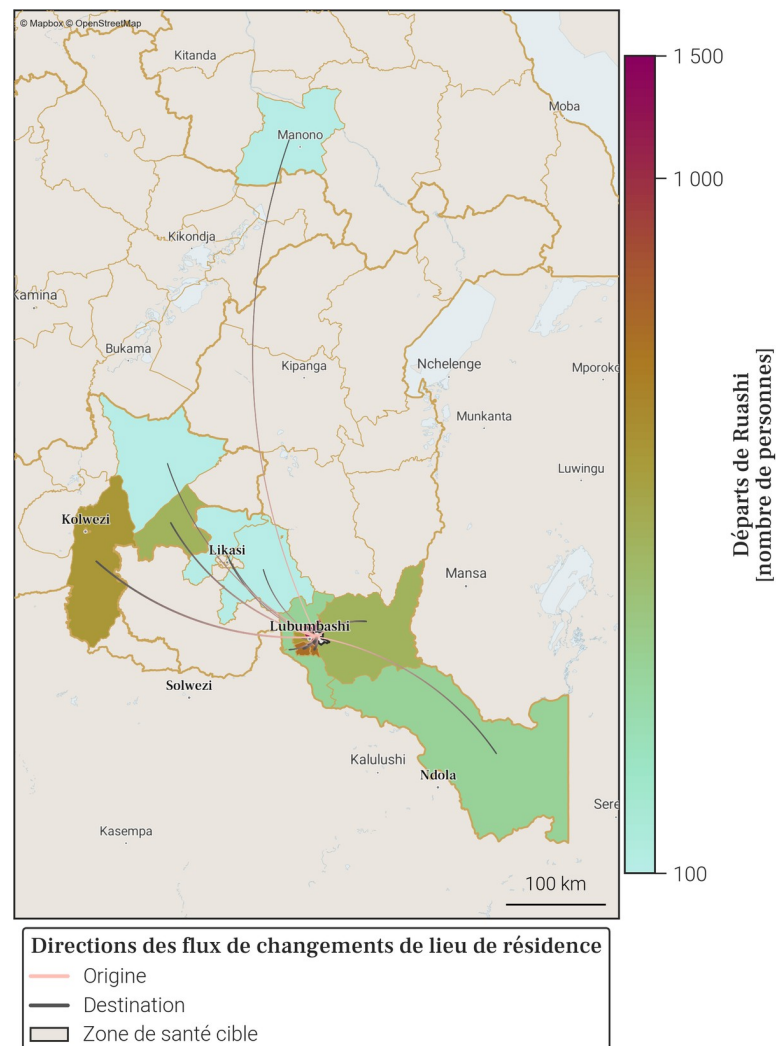 © Mapbox © OpenStreetMap
Kitanda
Moba
Manono
Kikondja
Kamina
Bukama
Kipanga
Nchelenge
Mporoko
Munkanta
Luwingu
Kolwezi
Likasi
Mansa
Lubumbashi
Solwezi
Kalulushi
Ndola
Sere
Kasempa
100 km
1 500
1 000
100
Départs de Ruashi
[nombre de personnes]
Directions des flux de changements de lieu de résidence
Origine
Destination
Zone de santé cible